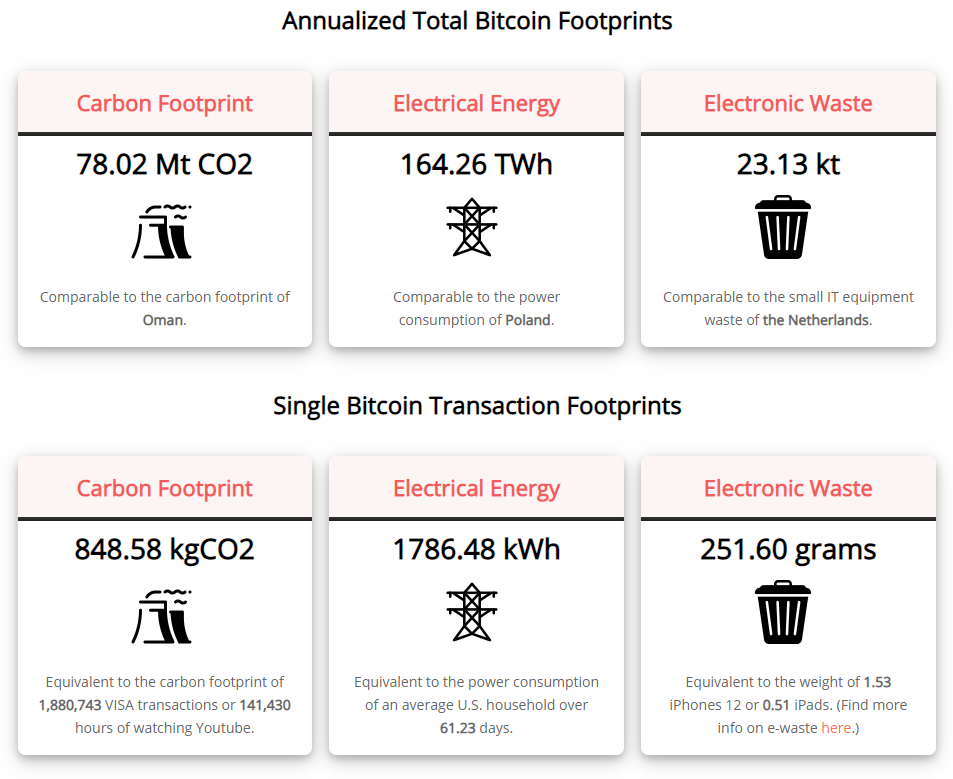 Annualized Total Bitcoin Footprints
Carbon Footprint
78.02 Mt CO2
Comparable to the carbon footprint of
Oman.
Electrical Energy
164.26 TWh
Comparable to the power
consumption of Poland.
Electronic Waste
23.13 kt
Comparable to the small IT equipment
waste of the Netherlands.
Single Bitcoin Transaction Footprints
Carbon Footprint
848.58 kgCO2
Equivalent to the carbon footprint of
1,880,743 VISA transactions or 141,430
hours of watching Youtube.
Electrical Energy
1786.48 kWh
Equivalent to the power consumption
of an average U.S. household over
61.23 days.
Electronic Waste
251.60 grams
Equivalent to the weight of 1.53
iPhones 12 or 0.51 iPads. (Find more
info on e-waste here.)